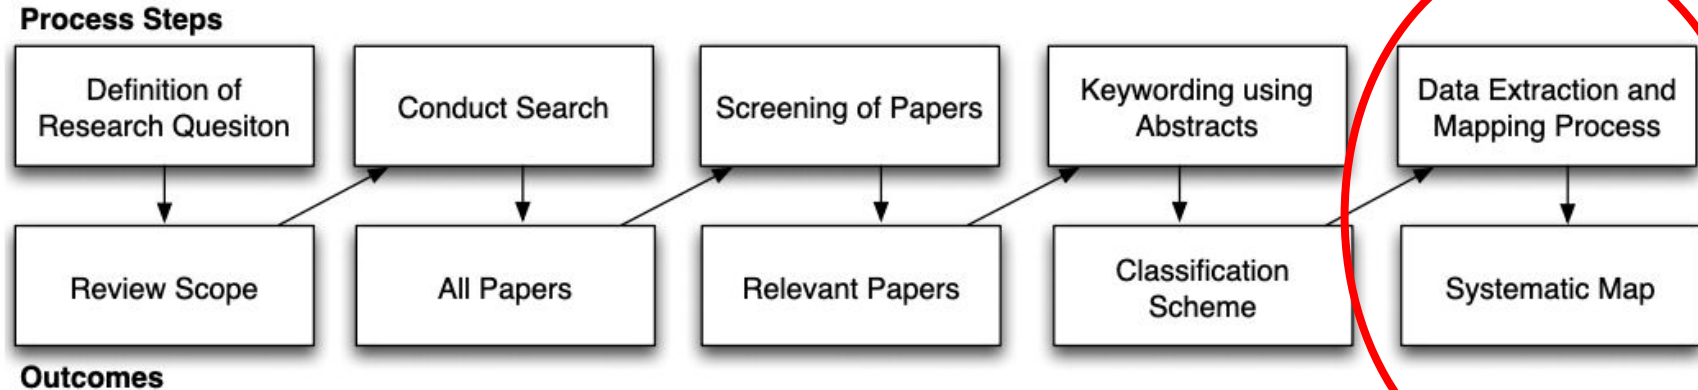 Process Steps
Definition of
Research Quesiton
Conduct Search
Screening of Papers
Keywording using
Abstracts
Data Extraction and
Mapping Process
Review Scope
All Papers
Relevant Papers
Classification
Scheme
Systematic Map
Outcomes